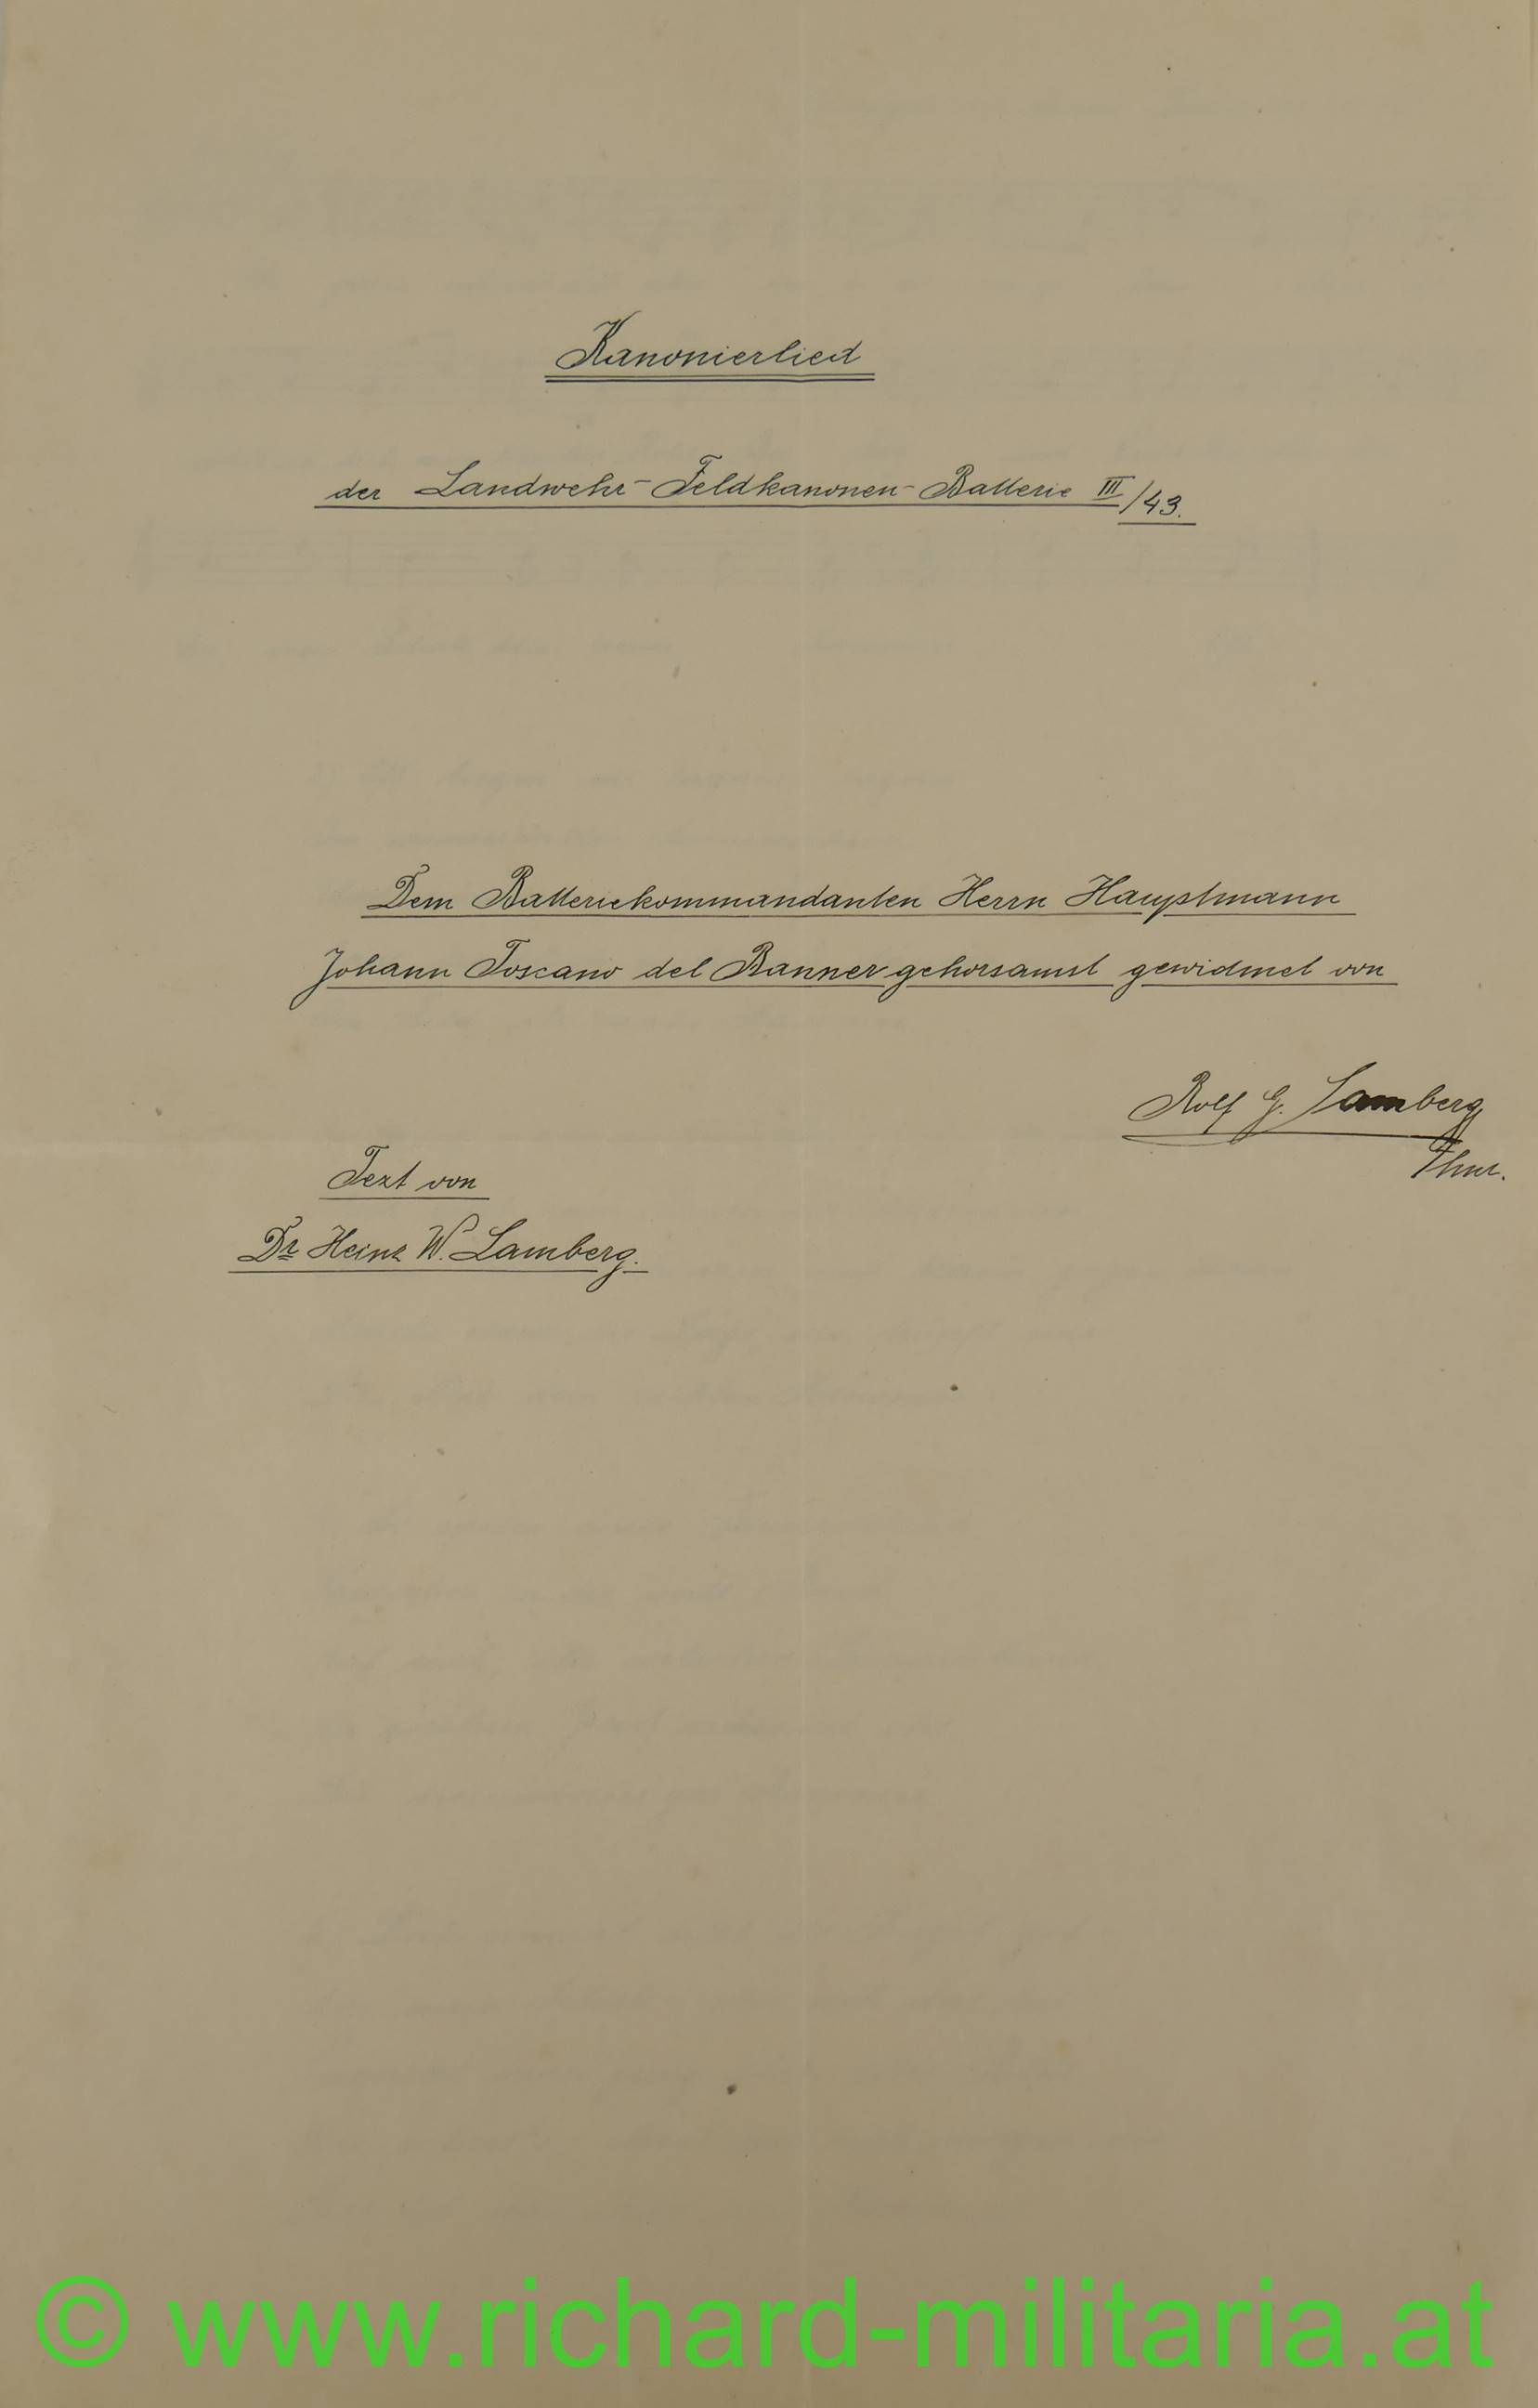 Kanonierlied
der Landwehr-Feldkanonen-Batterie III/43.
Dem Batteriekommandanten Herrn Hauptmann
Johann Toscano del Banner gehorsamst gewidmet von
Rolf G. Lamberg
Text von
Dr Heinz W. Lamberg.
© www.richard-militaria.at